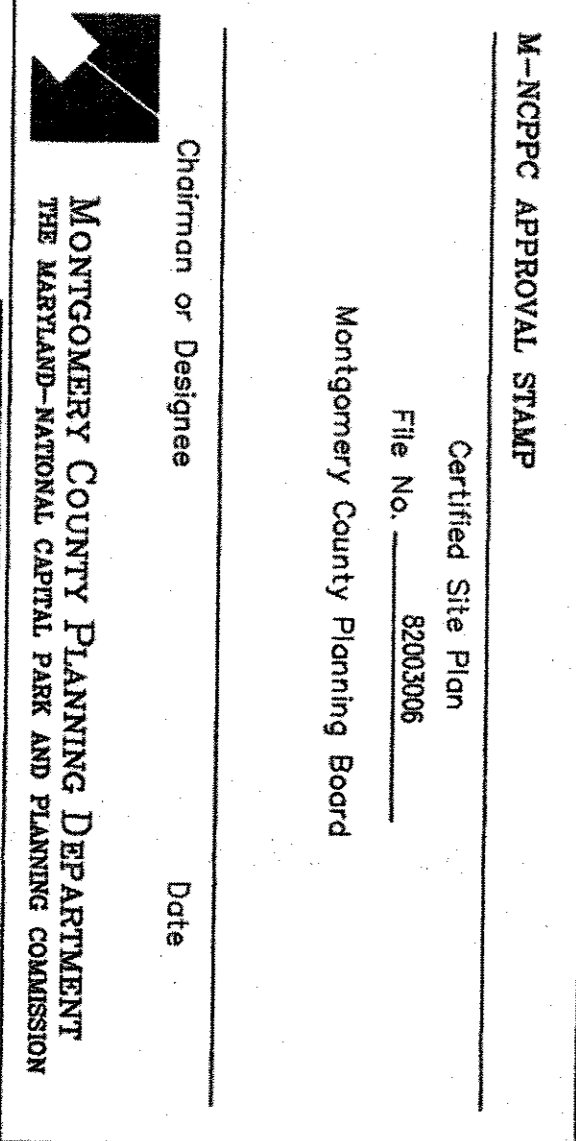 M-NCPPC APPROVAL STAMP
Certified Site Plan
File No. 82003006
Montgomery County Planning Board
Chairman or Designee Date
MONTGOMERY COUNTY PLANNING DEPARTMENT
THE MARYLAND-NATIONAL CAPITAL PARK AND PLANNING COMMISSION